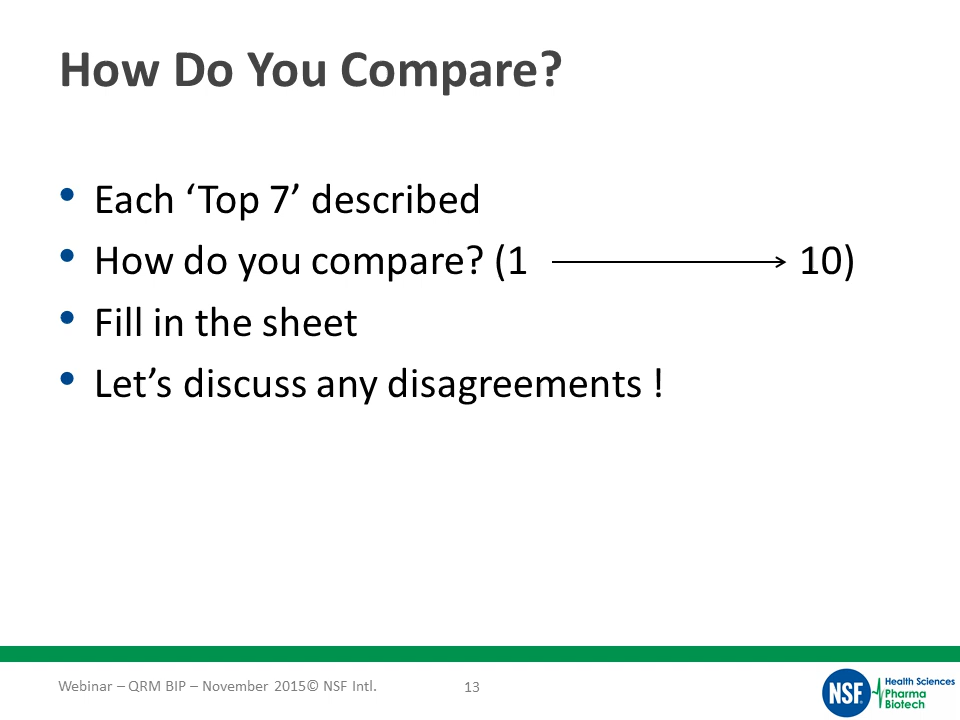 How Do You Compare?
• Each ‘Top 7’ described
• How do you compare? (1 → 10)
• Fill in the sheet
• Let’s discuss any disagreements !
Webinar – QRM BIP – November 2015© NSF Intl.
13
NSF
Health Sciences
Pharma
Biotech